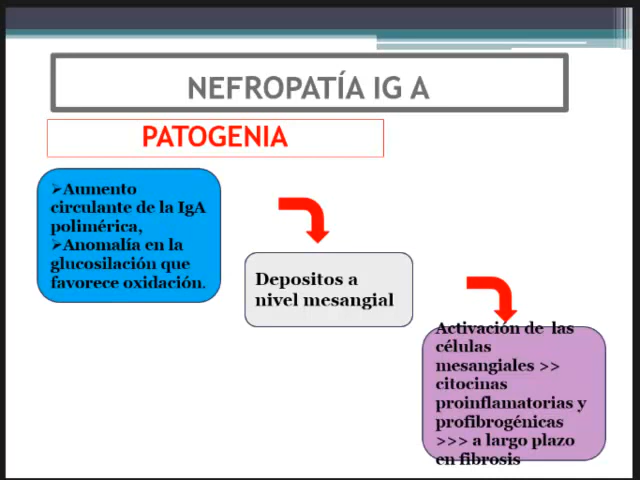 NEFROPATÍA IG A
PATOGENIA
➢Aumento
circulante de la IgA
polimérica,
➢Anomalía en la
glucosilación que
favorece oxidación.
Depositos a
nivel mesangial
Activación de las
células
mesangiales >>
citocinas
proinflamatorias y
profibrogénicas
>>> a largo plazo
en fibrosis